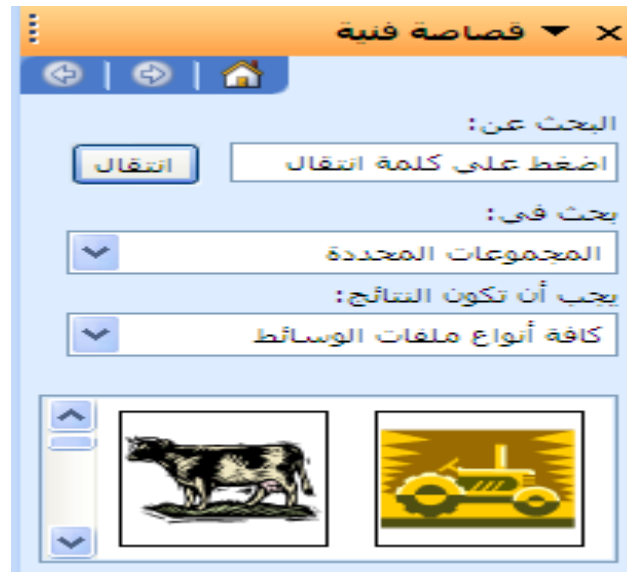 قصاصة فنية
البحث عن:
اضغط على كلمة انتقال
انتقال
بحث في:
المجموعات المحددة
يجب أن تكون النتائج:
كافة أنواع ملفات الوسائط